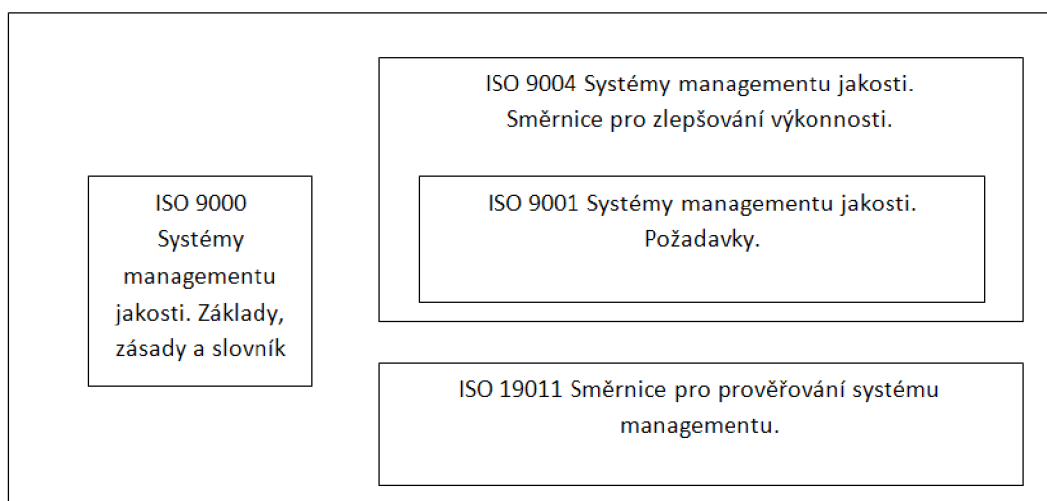 ISO 9004 Systémy managementu jakosti.
Směrnice pro zlepšování výkonnosti.
ISO 9000
Systémy
managementu
jakosti. Základy,
zásady a slovník
ISO 9001 Systémy managementu jakosti.
Požadavky.
ISO 19011 Směrnice pro prověřování systému
managementu.